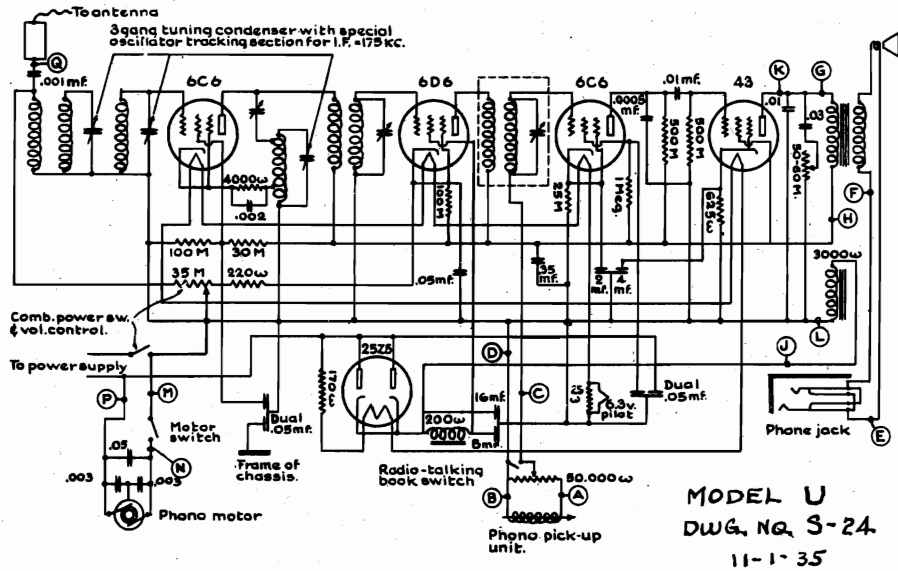 To antenna
3 gang tuning condenser with special
oscillator tracking section for I.F. = 175 KC.
Q
.001 mf.
6C6
6D6
6C6
.0005
mf.
.01 mf.
500 M
500 M
43
K
G
.01
.03
50-60 M.
F
H
4000ω
.002
100 M
25 M
1 Meg.
625ω
100 M
30 M
35 M
220ω
.05 mf.
.35
mf.
2
mf.
4
mf.
3000ω
Comb. power sw.
& vol. control.
To power supply
P
M
Motor
switch
N
.05
.003
.003
Phono motor
Dual
.05 mf.
Frame of
chassis.
170ω
25Z5
200ω
16 mf.
8 mf.
Radio-talking
book switch
D
C
25ω
6.3 v.
pilot
Dual
.05 mf.
L
J
Phone jack
E
50.000ω
B
A
Phono pick-up
unit.
MODEL U
DWG. NO. S-24
11-1-35